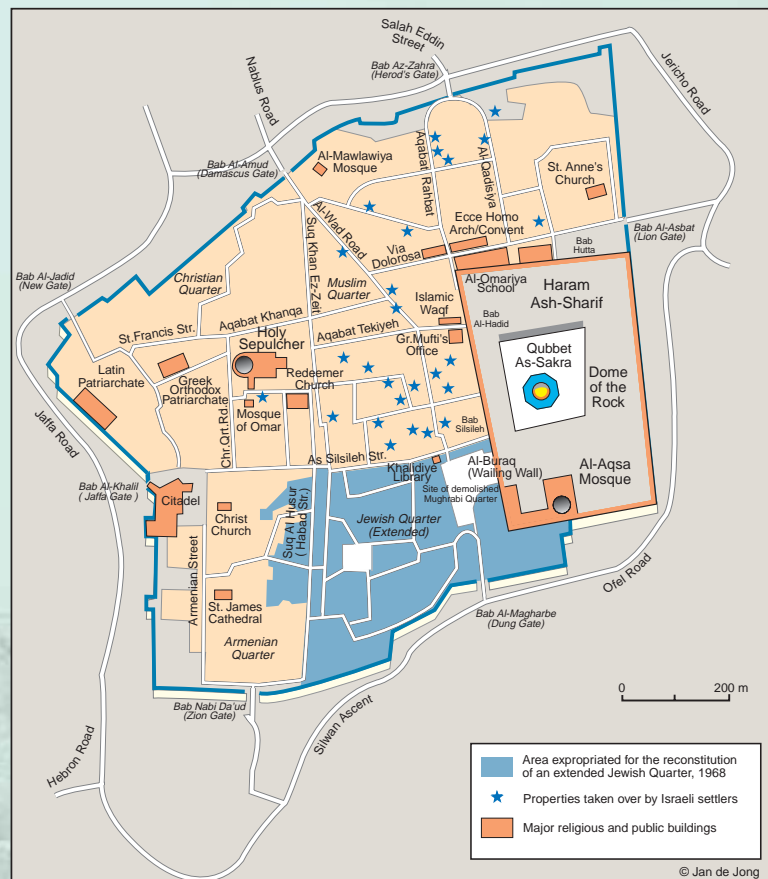 Salah Eddin
Street
Bab Az-Zahra
(Herod's Gate)
Nablus Road
Jericho Road
Bab Al-Amud
(Damascus Gate)
Al-Mawlawiya
Mosque
Aqabat Rahbat
Al-Qadisiya
St. Anne's
Church
Al-Wad Road
Suq Khan Ez-Zeit
Ecce Homo
Arch/Convent
Via
Dolorosa
Bab Al-Asbat
(Lion Gate)
Bab
Hutta
Bab Al-Jadid
(New Gate)
Christian
Quarter
Muslim
Quarter
Al-Omariya
School
Haram
Ash-Sharif
Islamic
Waqf
Bab
Al-Hadid
St.Francis Str.
Aqabat Khanqa
Aqabat Tekiyeh
Gr.Mufti's
Office
Qubbet
As-Sakra
Holy
Sepulcher
Latin
Patriarchate
Greek
Orthodox
Patriarchate
Redeemer
Church
Dome
of the
Rock
Mosque
of Omar
Chr.Qrt.Rd.
Jaffa Road
Bab
Silsileh
As Silsileh Str.
Khalidiye
Library
Al-Buraq
(Wailing Wall)
Al-Aqsa
Mosque
Bab Al-Khalil
( Jaffa Gate )
Citadel
Site of demolished
Mughrabi Quarter
Christ
Church
Suq Al Husur
( Habad Str.)
Jewish Quarter
(Extended)
Armenian.Street
Ofel Road
St. James
Cathedral
Bab Al-Magharbe
(Dung Gate)
Armenian
Quarter
Bab Nabi Da'ud
(Zion Gate)
Silwan Ascent
Hebron Road
0 200 m
Area expropriated for the reconstitution
of an extended Jewish Quarter, 1968
Properties taken over by Israeli settlers
Major religious and public buildings
© Jan de Jong